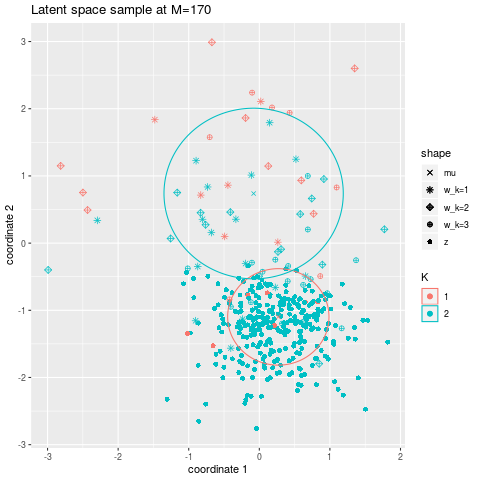 Latent space sample at M=170
3
2
1
0
-1
-2
-3
coordinate 2
-3
-2
-1
0
1
2
coordinate 1
shape
mu
w_k=1
w_k=2
w_k=3
z
K
1
2